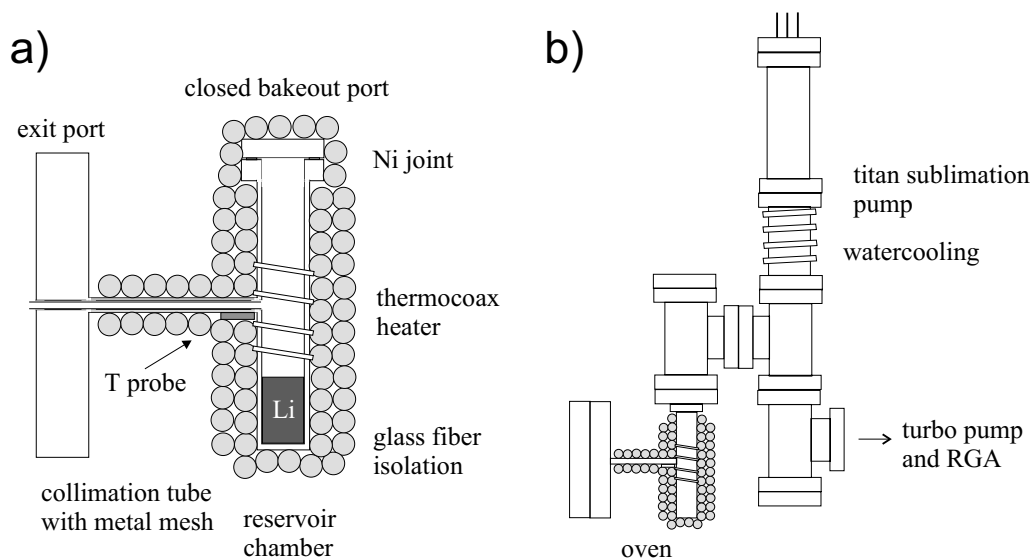 a)
closed bakeout port
exit port
Ni joint
thermocoax
heater
T probe
Li
glass fiber
isolation
collimation tube
with metal mesh
reservoir
chamber
b)
titan sublimation
pump
watercooling
turbo pump
and RGA
oven